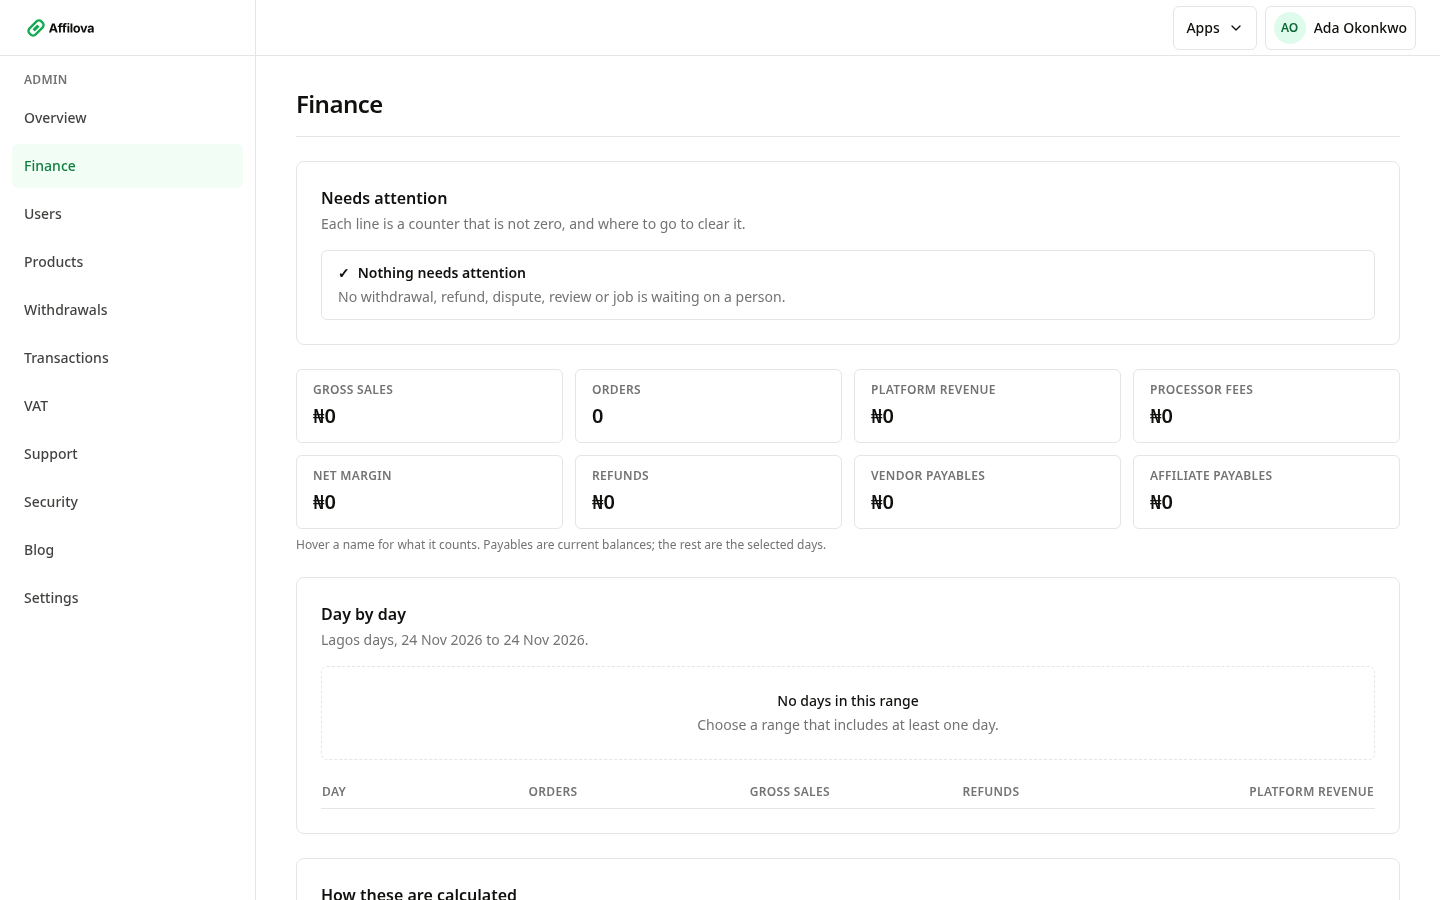 Affilova
Apps
AO
Ada Okonkwo
ADMIN
Overview
Finance
Users
Products
Withdrawals
Transactions
VAT
Support
Security
Blog
Settings
Finance
Needs attention
Each line is a counter that is not zero, and where to go to clear it.
✓ Nothing needs attention
No withdrawal, refund, dispute, review or job is waiting on a person.
GROSS SALES
₦0
ORDERS
0
PLATFORM REVENUE
₦0
PROCESSOR FEES
₦0
NET MARGIN
₦0
REFUNDS
₦0
VENDOR PAYABLES
₦0
AFFILIATE PAYABLES
₦0
Hover a name for what it counts. Payables are current balances; the rest are the selected days.
Day by day
Lagos days, 24 Nov 2026 to 24 Nov 2026.
No days in this range
Choose a range that includes at least one day.
DAY ORDERS GROSS SALES REFUNDS PLATFORM REVENUE
How these are calculated